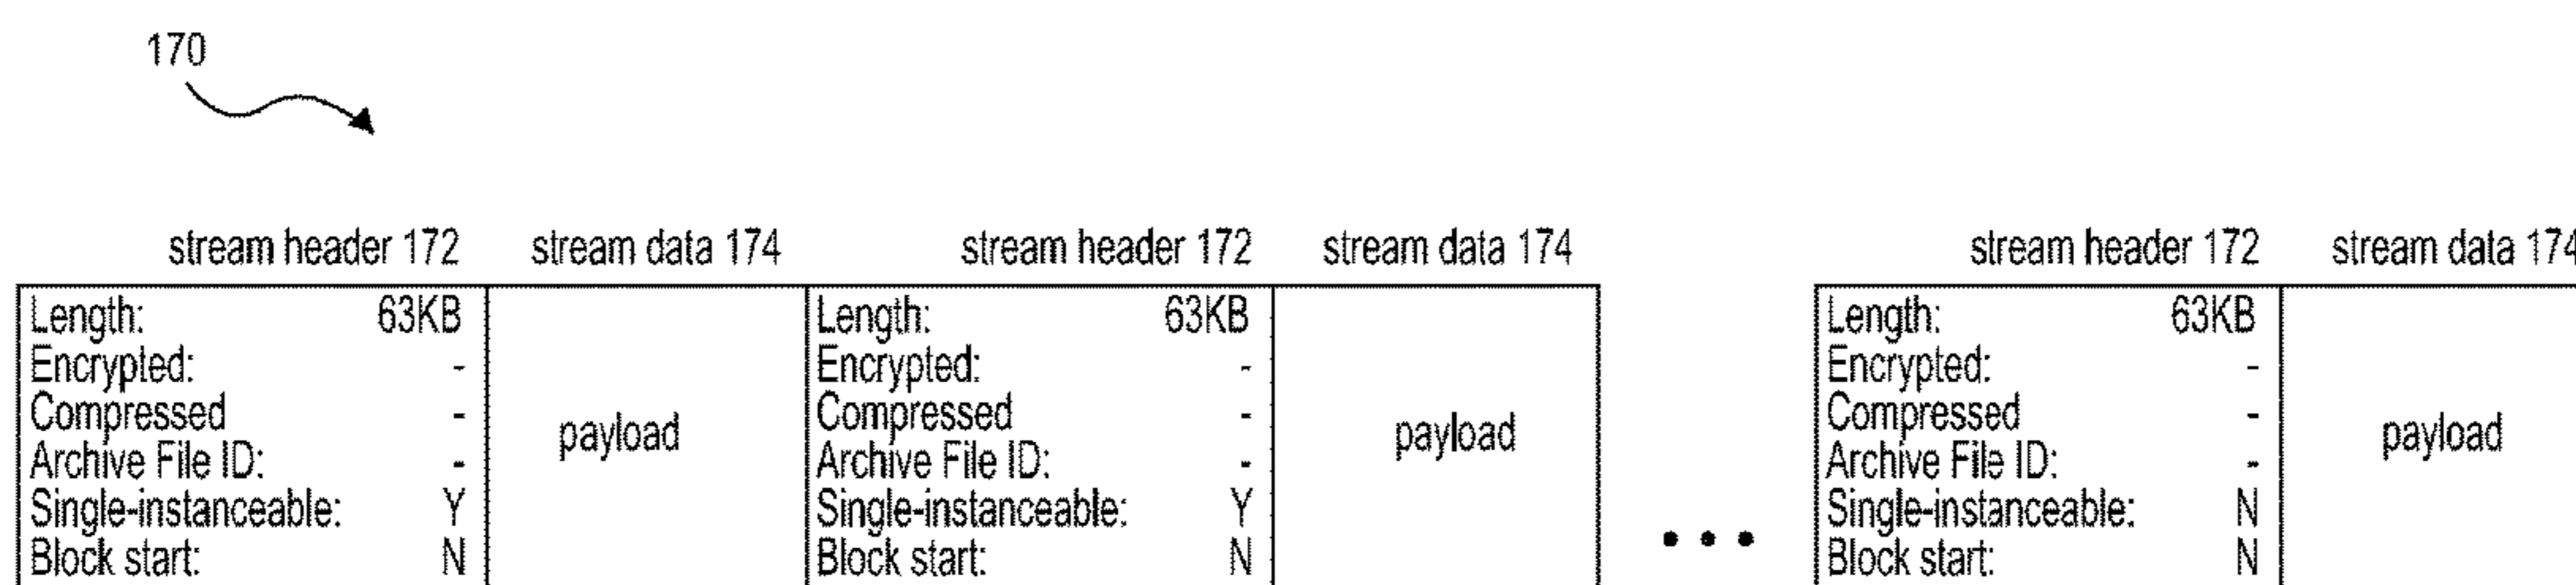 170
stream header 172 stream data 174 stream header 172 stream data 174 stream header 172 stream data 174
Length: 63KB Length: 63KB Length: 63KB
Encrypted: - Encrypted: - Encrypted: -
Compressed - Compressed - Compressed -
payload payload payload
Archive File ID: - Archive File ID: - Archive File ID: -
Single-instanceable: Y Single-instanceable: Y Single-instanceable: N
Block start: N Block start: N • • • Block start: N